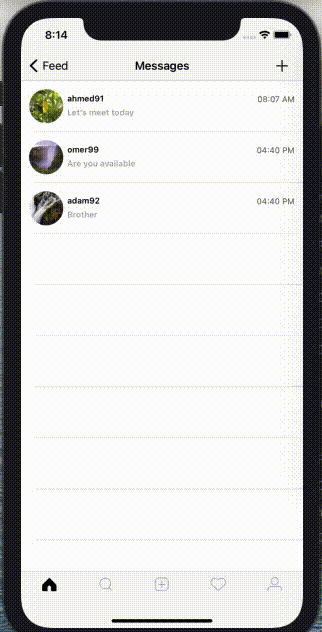 8:14
Feed
Messages
ahmed91
08:07 AM
Let's meet today
omer99
04:40 PM
Are you available
adam92
04:40 PM
Brother